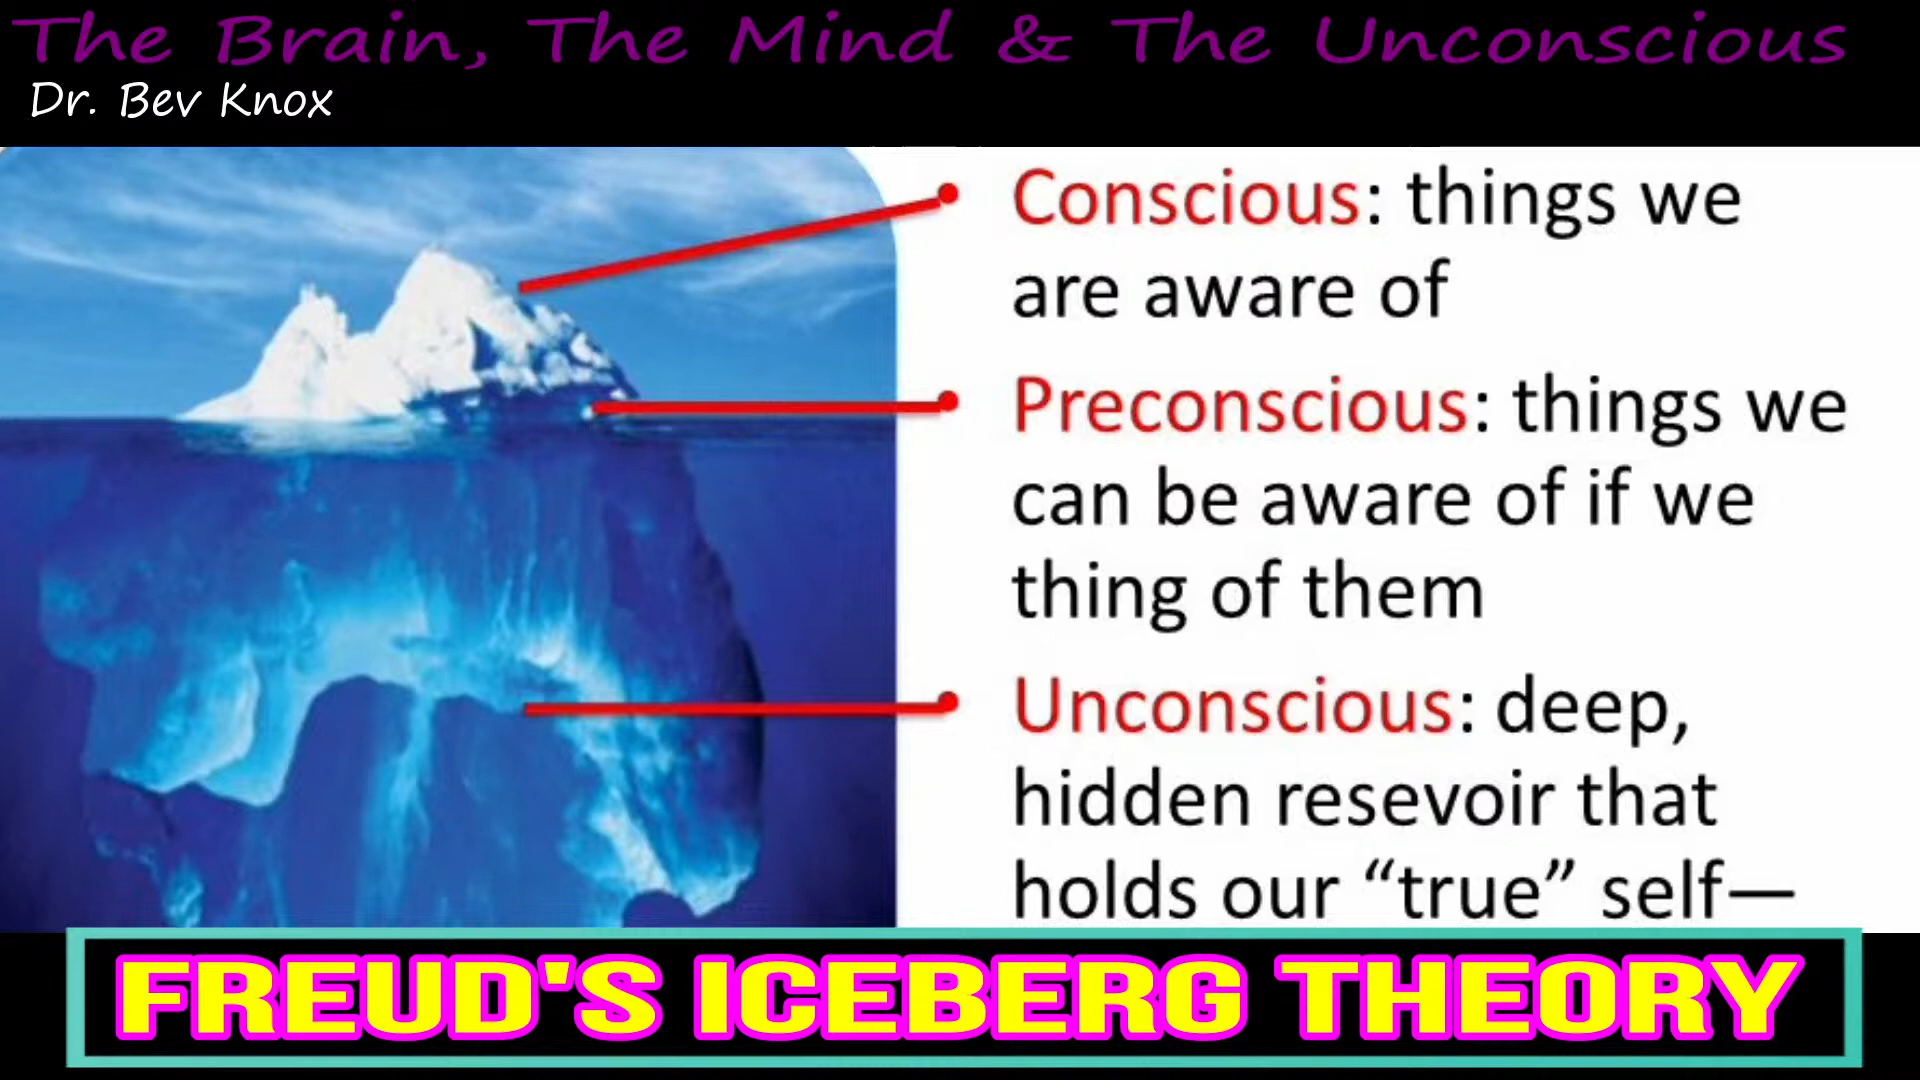 The Brain, The Mind & The Unconscious
Dr. Bev Knox
Conscious: things we
are aware of
Preconscious: things we
can be aware of if we
thing of them
Unconscious: deep,
hidden resevoir that
holds our “true” self—
FREUD'S ICEBERG THEORY